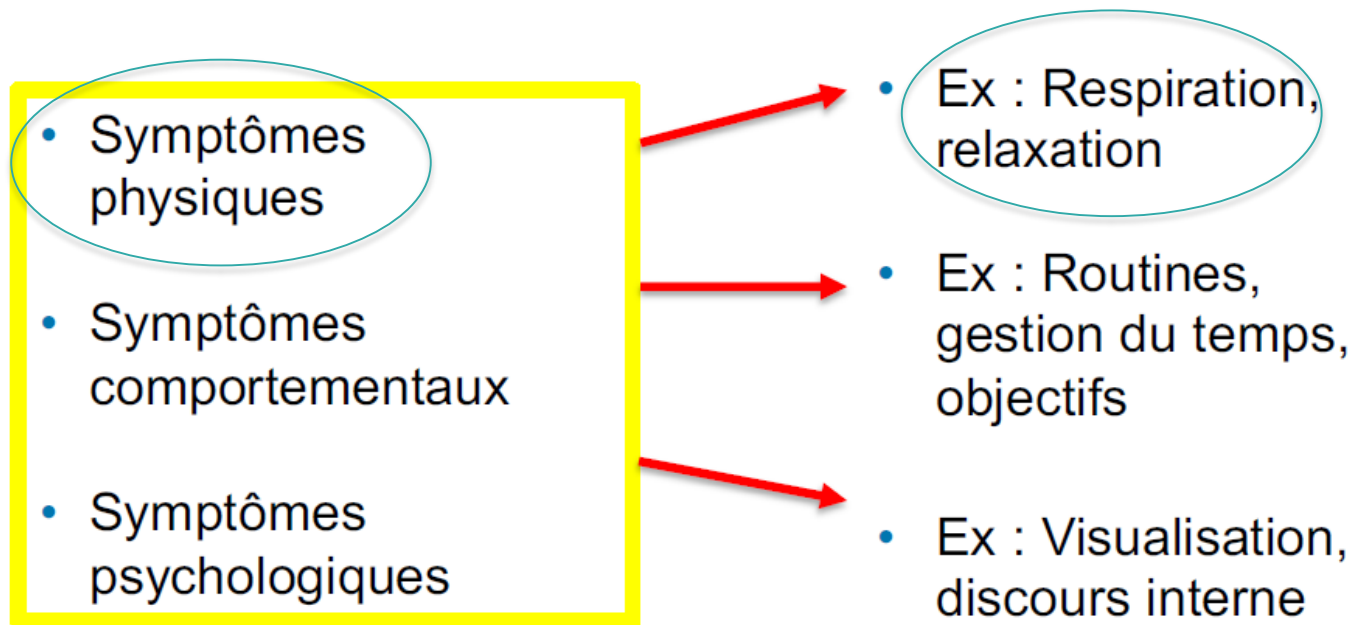 • Symptômes
physiques
• Symptômes
comportementaux
• Symptômes
psychologiques
• Ex : Respiration,
relaxation
• Ex : Routines,
gestion du temps,
objectifs
• Ex : Visualisation,
discours interne